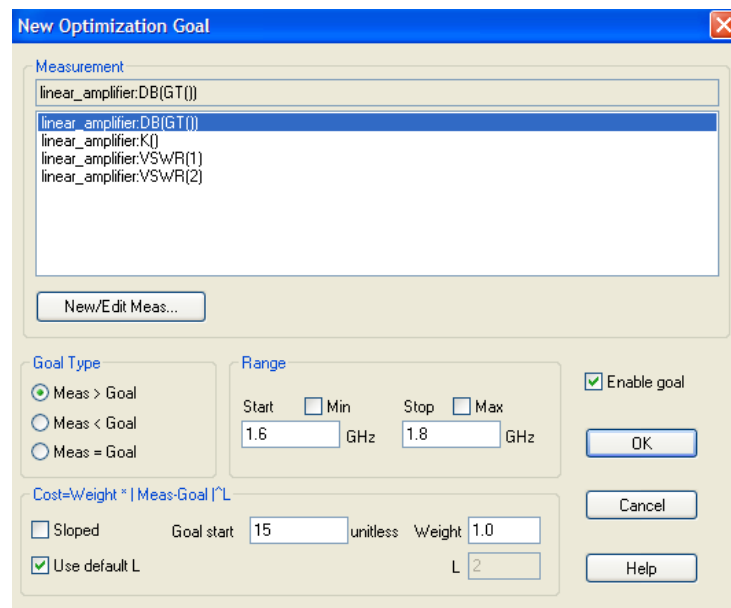 New Optimization Goal
Measurement
linear_amplifier:DB(GT())
linear_amplifier:DB(GT())
linear_amplifier:K()
linear_amplifier:VSWR(1)
linear_amplifier:VSWR(2)
New/Edit Meas...
Goal Type
Meas > Goal
Meas < Goal
Meas = Goal
Range
Start Min Stop Max
1.6 GHz 1.8 GHz
Enable goal
OK
Cancel
Help
Cost=Weight * | Meas-Goal |^L
Sloped Goal start 15 unitless Weight 1.0
Use default L L 2